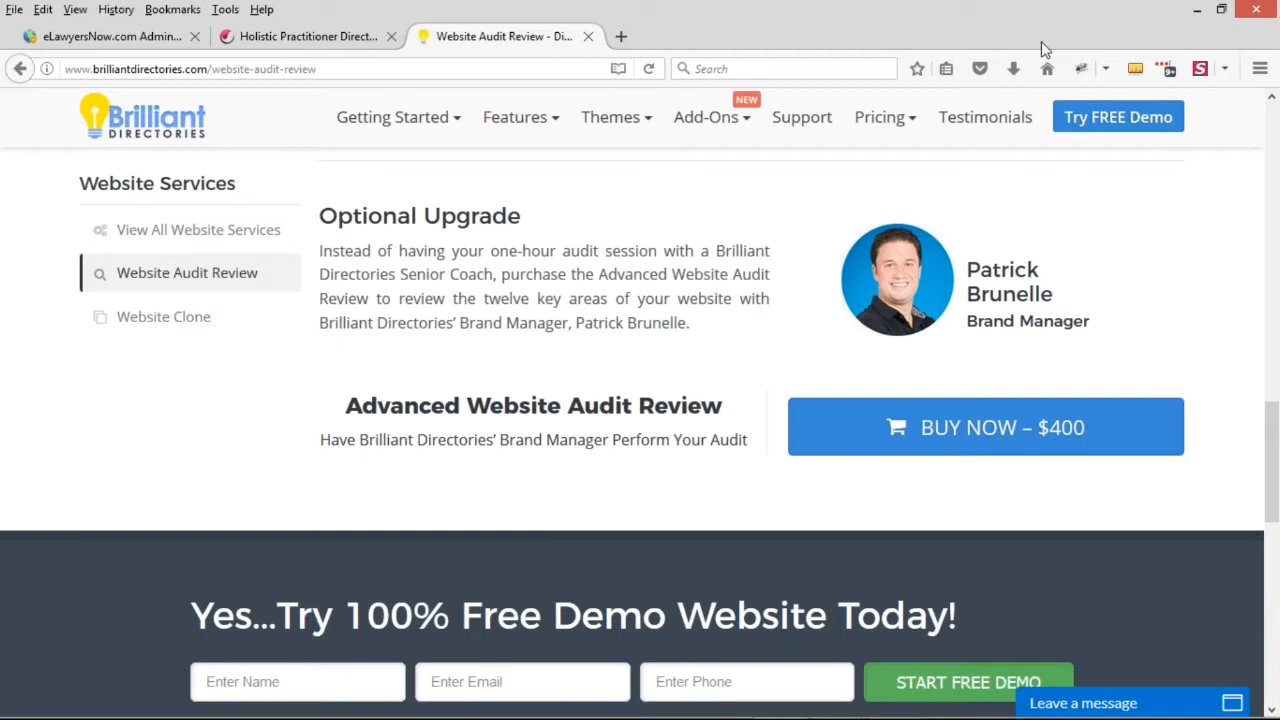 File Edit View History Bookmarks Tools Help
eLawyersNow.com Admin... Holistic Practitioner Direct... Website Audit Review - Di...
www.brilliantdirectories.com/website-audit-review Search 9+ S
Brilliant DIRECTORIES
NEW
Getting Started Features Themes Add-Ons Support Pricing Testimonials Try FREE Demo
Website Services
View All Website Services
Website Audit Review
Website Clone
Optional Upgrade
Instead of having your one-hour audit session with a Brilliant
Directories Senior Coach, purchase the Advanced Website Audit
Review to review the twelve key areas of your website with
Brilliant Directories' Brand Manager, Patrick Brunelle.
Patrick
Brunelle
Brand Manager
Advanced Website Audit Review
Have Brilliant Directories' Brand Manager Perform Your Audit
BUY NOW – $400
Yes...Try 100% Free Demo Website Today!
Enter Name Enter Email Enter Phone START FREE DEMO
Leave a message